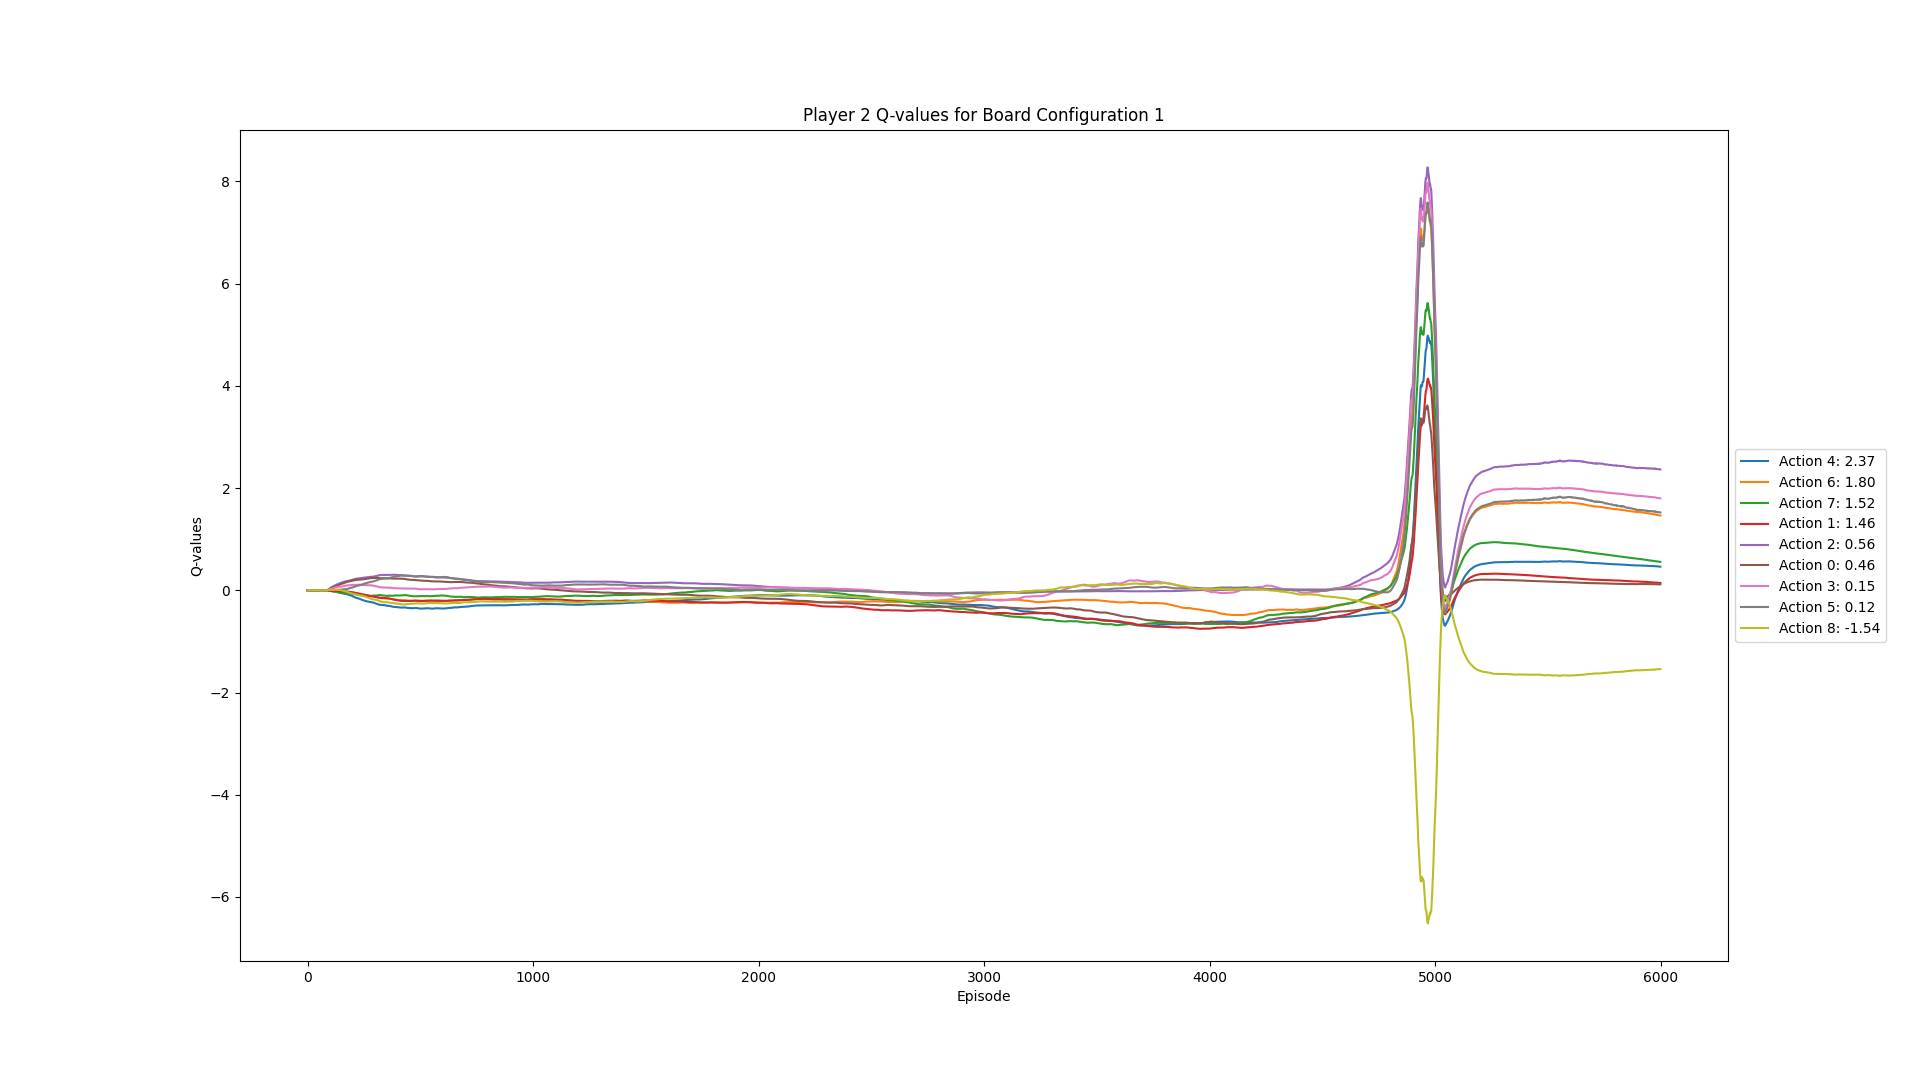 Player 2 Q-values for Board Configuration 1
Q-values
8
6
4
2
0
−2
−4
−6
0
1000
2000
3000
4000
5000
6000
Episode
Action 4: 2.37
Action 6: 1.80
Action 7: 1.52
Action 1: 1.46
Action 2: 0.56
Action 0: 0.46
Action 3: 0.15
Action 5: 0.12
Action 8: -1.54